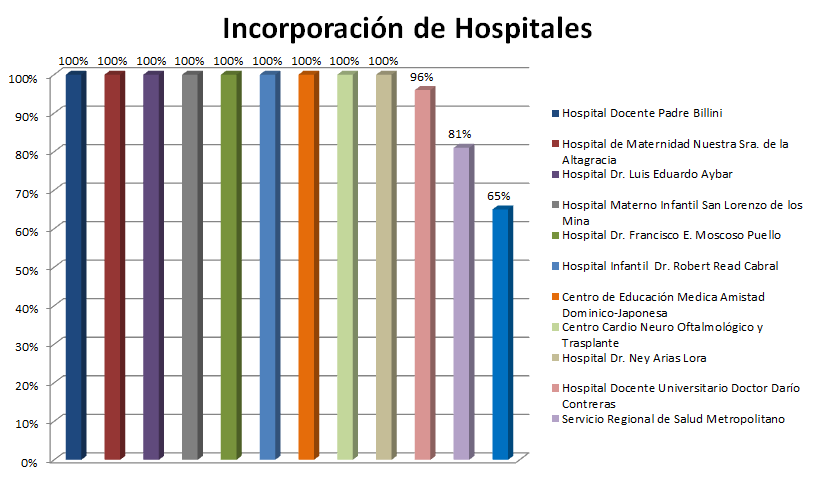 Incorporación de Hospitales
100% 100% 100% 100% 100% 100% 100% 100% 100% 96% 81% 65%
100%
90%
80%
70%
60%
50%
40%
30%
20%
10%
0%
Hospital Docente Padre Billini
Hospital de Maternidad Nuestra Sra. de la
Altagracia
Hospital Dr. Luis Eduardo Aybar
Hospital Materno Infantil San Lorenzo de los
Mina
Hospital Dr. Francisco E. Moscoso Puello
Hospital Infantil Dr. Robert Read Cabral
Centro de Educación Medica Amistad
Dominico-Japonesa
Centro Cardio Neuro Oftalmológico y
Trasplante
Hospital Dr. Ney Arias Lora
Hospital Docente Universitario Doctor Darío
Contreras
Servicio Regional de Salud Metropolitano